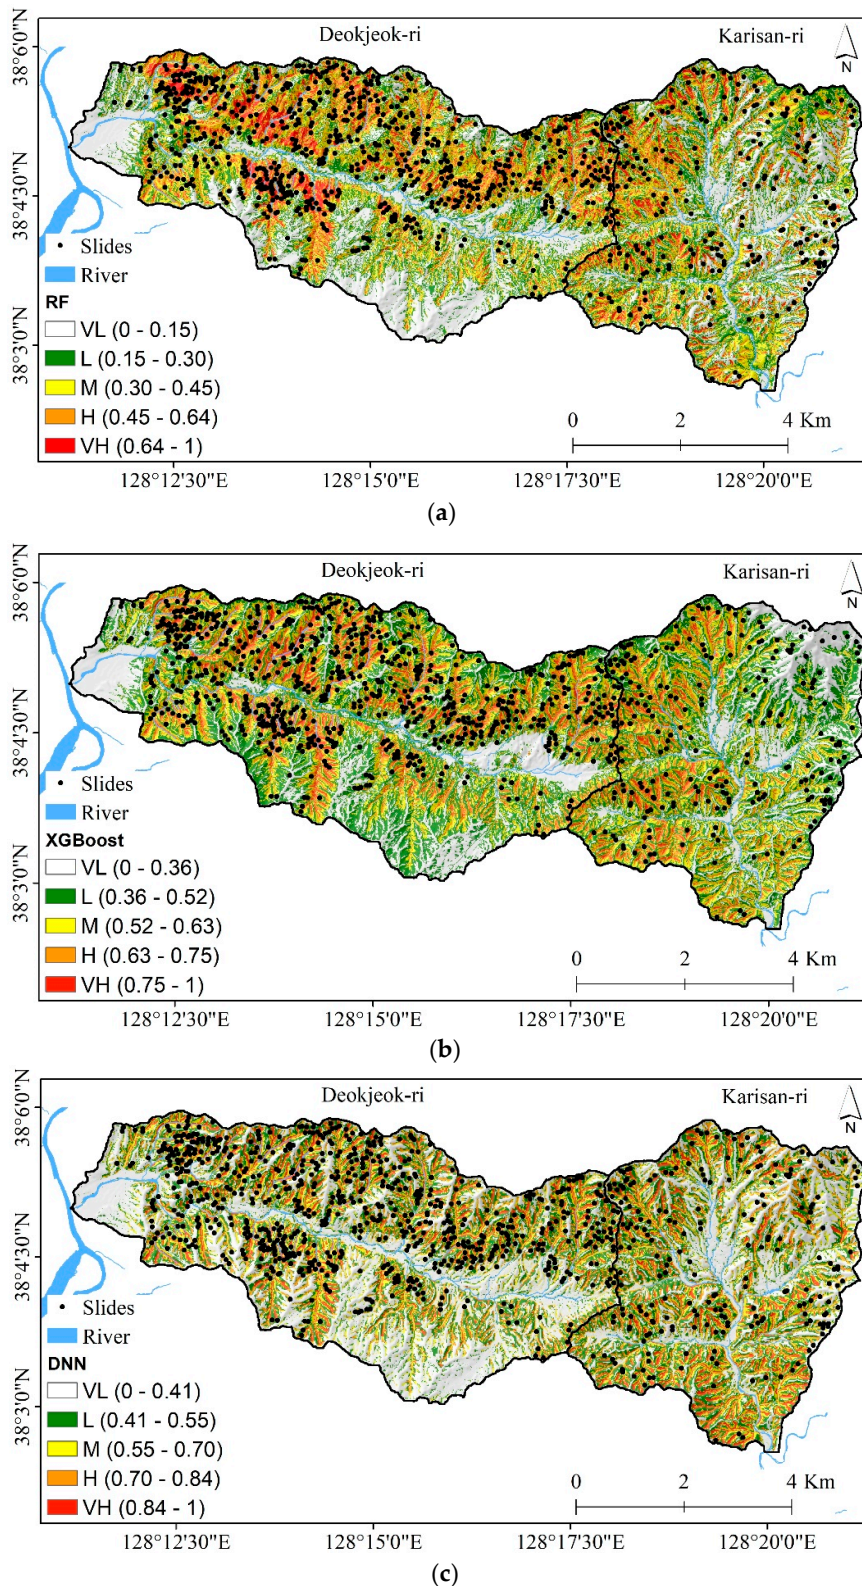 Deokjeok-ri
Karisan-ri
N
38°6'0"N
38°4'30"N
38°3'0"N
Slides
River
RF
VL (0 - 0.15)
L (0.15 - 0.30)
M (0.30 - 0.45)
H (0.45 - 0.64)
VH (0.64 - 1)
0 2 4 Km
128°12'30"E 128°15'0"E 128°17'30"E 128°20'0"E
(a)
Deokjeok-ri
Karisan-ri
N
38°6'0"N
38°4'30"N
38°3'0"N
Slides
River
XGBoost
VL (0 - 0.36)
L (0.36 - 0.52)
M (0.52 - 0.63)
H (0.63 - 0.75)
VH (0.75 - 1)
0 2 4 Km
128°12'30"E 128°15'0"E 128°17'30"E 128°20'0"E
(b)
Deokjeok-ri
Karisan-ri
N
38°6'0"N
38°4'30"N
38°3'0"N
Slides
River
DNN
VL (0 - 0.41)
L (0.41 - 0.55)
M (0.55 - 0.70)
H (0.70 - 0.84)
VH (0.84 - 1)
0 2 4 Km
128°12'30"E 128°15'0"E 128°17'30"E 128°20'0"E
(c)